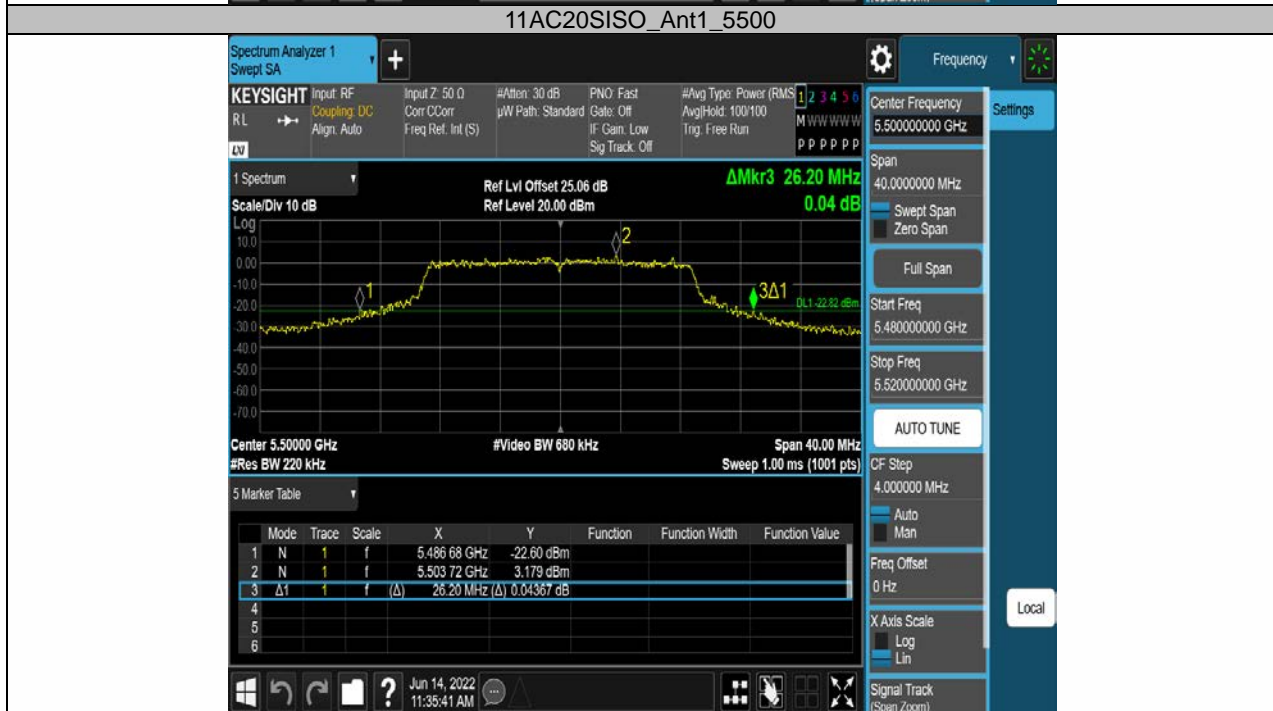 11AC20SISO_Ant1_5500
Spectrum Analyzer 1
Swept SA
+
Frequency
KEYSIGHT
RL
Input: RF
Coupling: DC
Align: Auto
Input Z: 50 Ω
Corr CCorr
Freq Ref: Int (S)
#Atten: 30 dB
µW Path: Standard
PNO: Fast
Gate: Off
IF Gain: Low
Sig Track: Off
#Avg Type: Power (RMS
Avg|Hold: 100/100
Trig: Free Run
1 2 3 4 5 6
M W W W W W
P P P P P P
1 Spectrum
Scale/Div 10 dB
Ref Lvl Offset 25.06 dB
Ref Level 20.00 dBm
ΔMkr3 26.20 MHz
0.04 dB
Log
10.0
0.00
-10.0
-20.0
-30.0
-40.0
-50.0
-60.0
-70.0
1
2
3Δ1
DL1 -22.82 dBm
Center 5.50000 GHz
#Res BW 220 kHz
#Video BW 680 kHz
Span 40.00 MHz
Sweep 1.00 ms (1001 pts)
5 Marker Table
Mode Trace Scale X Y Function Function Width Function Value
1 N 1 f 5.486 68 GHz -22.60 dBm
2 N 1 f 5.503 72 GHz 3.179 dBm
3 Δ1 1 f (Δ) 26.20 MHz (Δ) 0.04367 dB
4
5
6
Jun 14, 2022
11:35:41 AM
Center Frequency
5.500000000 GHz
Settings
Span
40.0000000 MHz
Swept Span
Zero Span
Full Span
Start Freq
5.480000000 GHz
Stop Freq
5.520000000 GHz
AUTO TUNE
CF Step
4.000000 MHz
Auto
Man
Freq Offset
0 Hz
X Axis Scale
Log
Lin
Local
Signal Track
(Span Zoom)